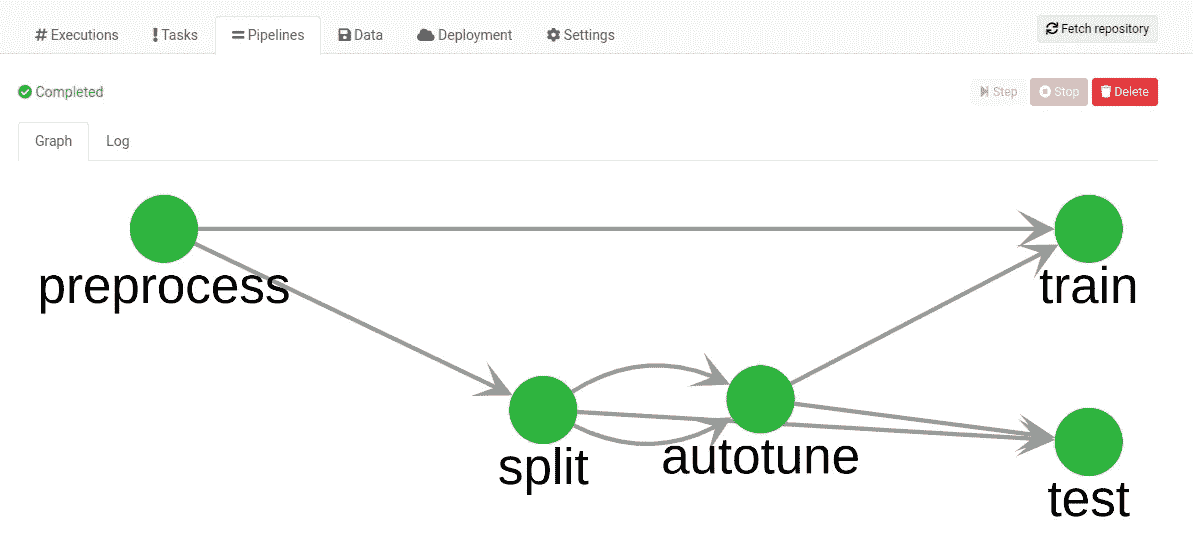 Executions Tasks Pipelines Data Deployment Settings Fetch repository
Completed Step Stop Delete
Graph Log
preprocess train
split autotune
test